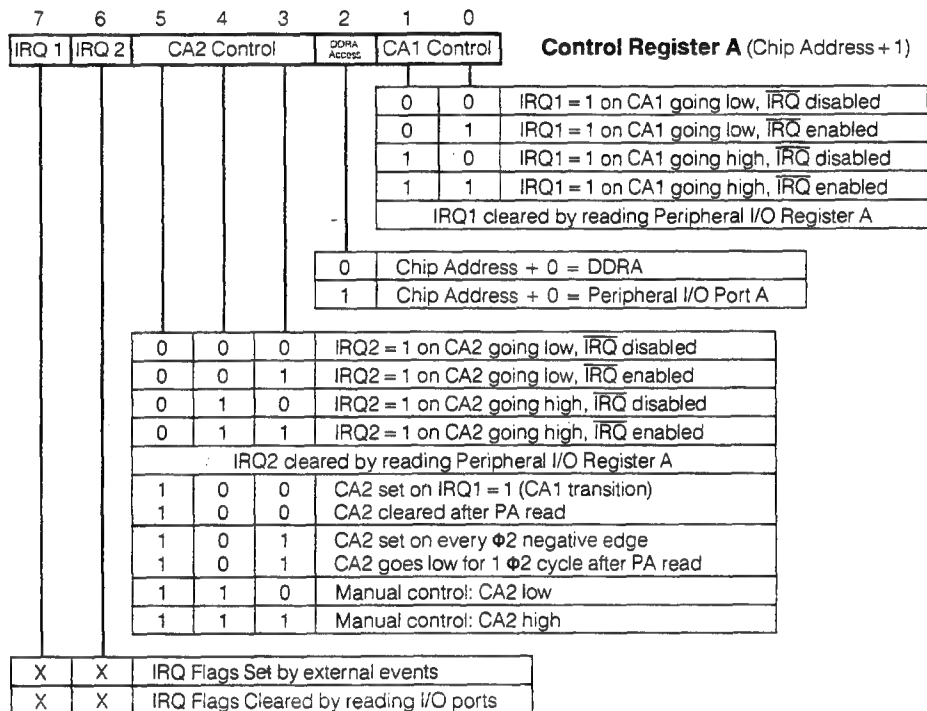 7 6 5 4 3 2 1 0
IRQ 1 IRQ 2 CA2 Control DDRA Access CA1 Control Control Register A (Chip Address + 1)
0 0 IRQ1 = 1 on CA1 going low, IRQ disabled
0 1 IRQ1 = 1 on CA1 going low, IRQ enabled
1 0 IRQ1 = 1 on CA1 going high, IRQ disabled
1 1 IRQ1 = 1 on CA1 going high, IRQ enabled
IRQ1 cleared by reading Peripheral I/O Register A
0 Chip Address + 0 = DDRA
1 Chip Address + 0 = Peripheral I/O Port A
0 0 0 IRQ2 = 1 on CA2 going low, IRQ disabled
0 0 1 IRQ2 = 1 on CA2 going low, IRQ enabled
0 1 0 IRQ2 = 1 on CA2 going high, IRQ disabled
0 1 1 IRQ2 = 1 on CA2 going high, IRQ enabled
IRQ2 cleared by reading Peripheral I/O Register A
1 0 0 CA2 set on IRQ1 = 1 (CA1 transition)
1 0 0 CA2 cleared after PA read
1 0 1 CA2 set on every Φ2 negative edge
1 0 1 CA2 goes low for 1 Φ2 cycle after PA read
1 1 0 Manual control: CA2 low
1 1 1 Manual control: CA2 high
X X IRQ Flags Set by external events
X X IRQ Flags Cleared by reading I/O ports